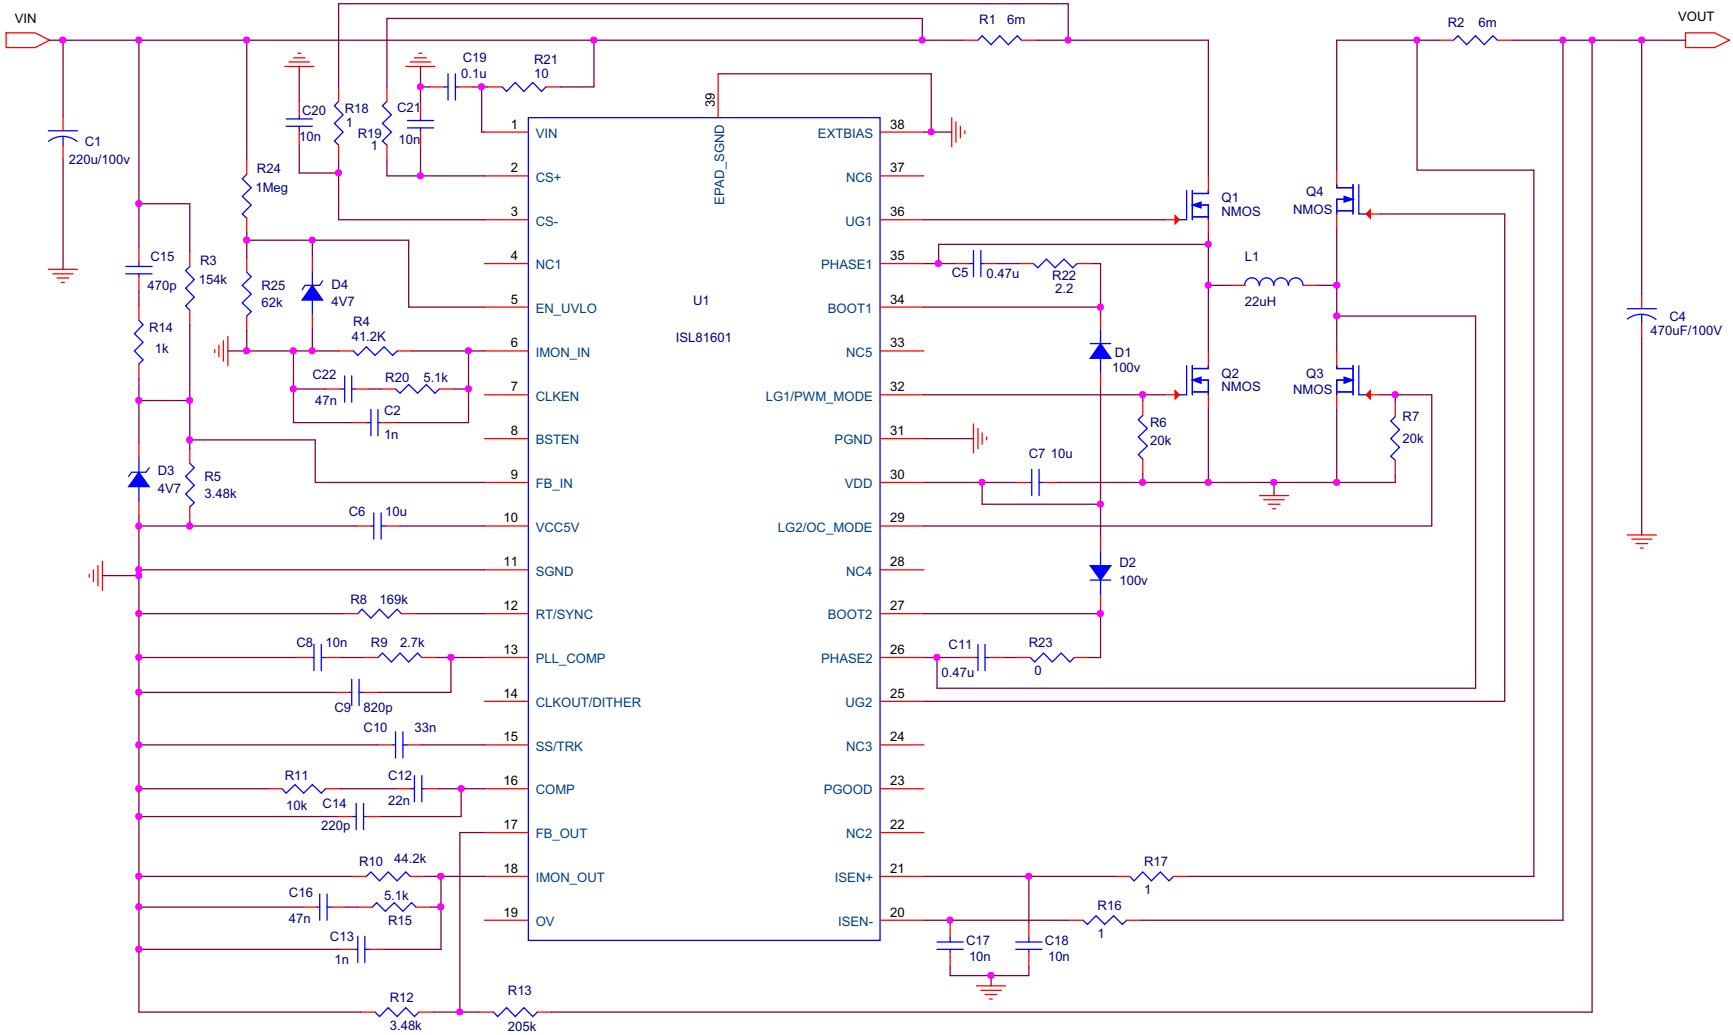 VIN
VOUT
R1 6m
R2 6m
C19
0.1u
R21
10
C20
10n
R18
1
R19
1
C21
10n
C1
220u/100v
R24
1Meg
C15
470p
R3
154k
R25
62k
D4
4V7
R14
1k
R4
41.2K
C22
47n
R20 5.1k
C2
1n
D3
4V7
R5
3.48k
C6 10u
R8 169k
C8 10n
R9 2.7k
C9 820p
C10 33n
R11
10k
C12
22n
C14
220p
R10 44.2k
C16
47n
5.1k
R15
C13
1n
R12
3.48k
R13
205k
U1
ISL81601
39
EPAD_SGND
1 VIN
2 CS+
3 CS-
4 NC1
5 EN_UVLO
6 IMON_IN
7 CLKEN
8 BSTEN
9 FB_IN
10 VCC5V
11 SGND
12 RT/SYNC
13 PLL_COMP
14 CLKOUT/DITHER
15 SS/TRK
16 COMP
17 FB_OUT
18 IMON_OUT
19 OV
EXTBIAS 38
NC6 37
UG1 36
PHASE1 35
BOOT1 34
NC5 33
LG1/PWM_MODE 32
PGND 31
VDD 30
LG2/OC_MODE 29
NC4 28
BOOT2 27
PHASE2 26
UG2 25
NC3 24
PGOOD 23
NC2 22
ISEN+ 21
ISEN- 20
Q1
NMOS
Q4
NMOS
C5 0.47u
R22
2.2
L1
22uH
D1
100v
Q2
NMOS
Q3
NMOS
R6
20k
R7
20k
C7 10u
C4
470uF/100V
D2
100v
C11
0.47u
R23
0
R17
1
R16
1
C17
10n
C18
10n